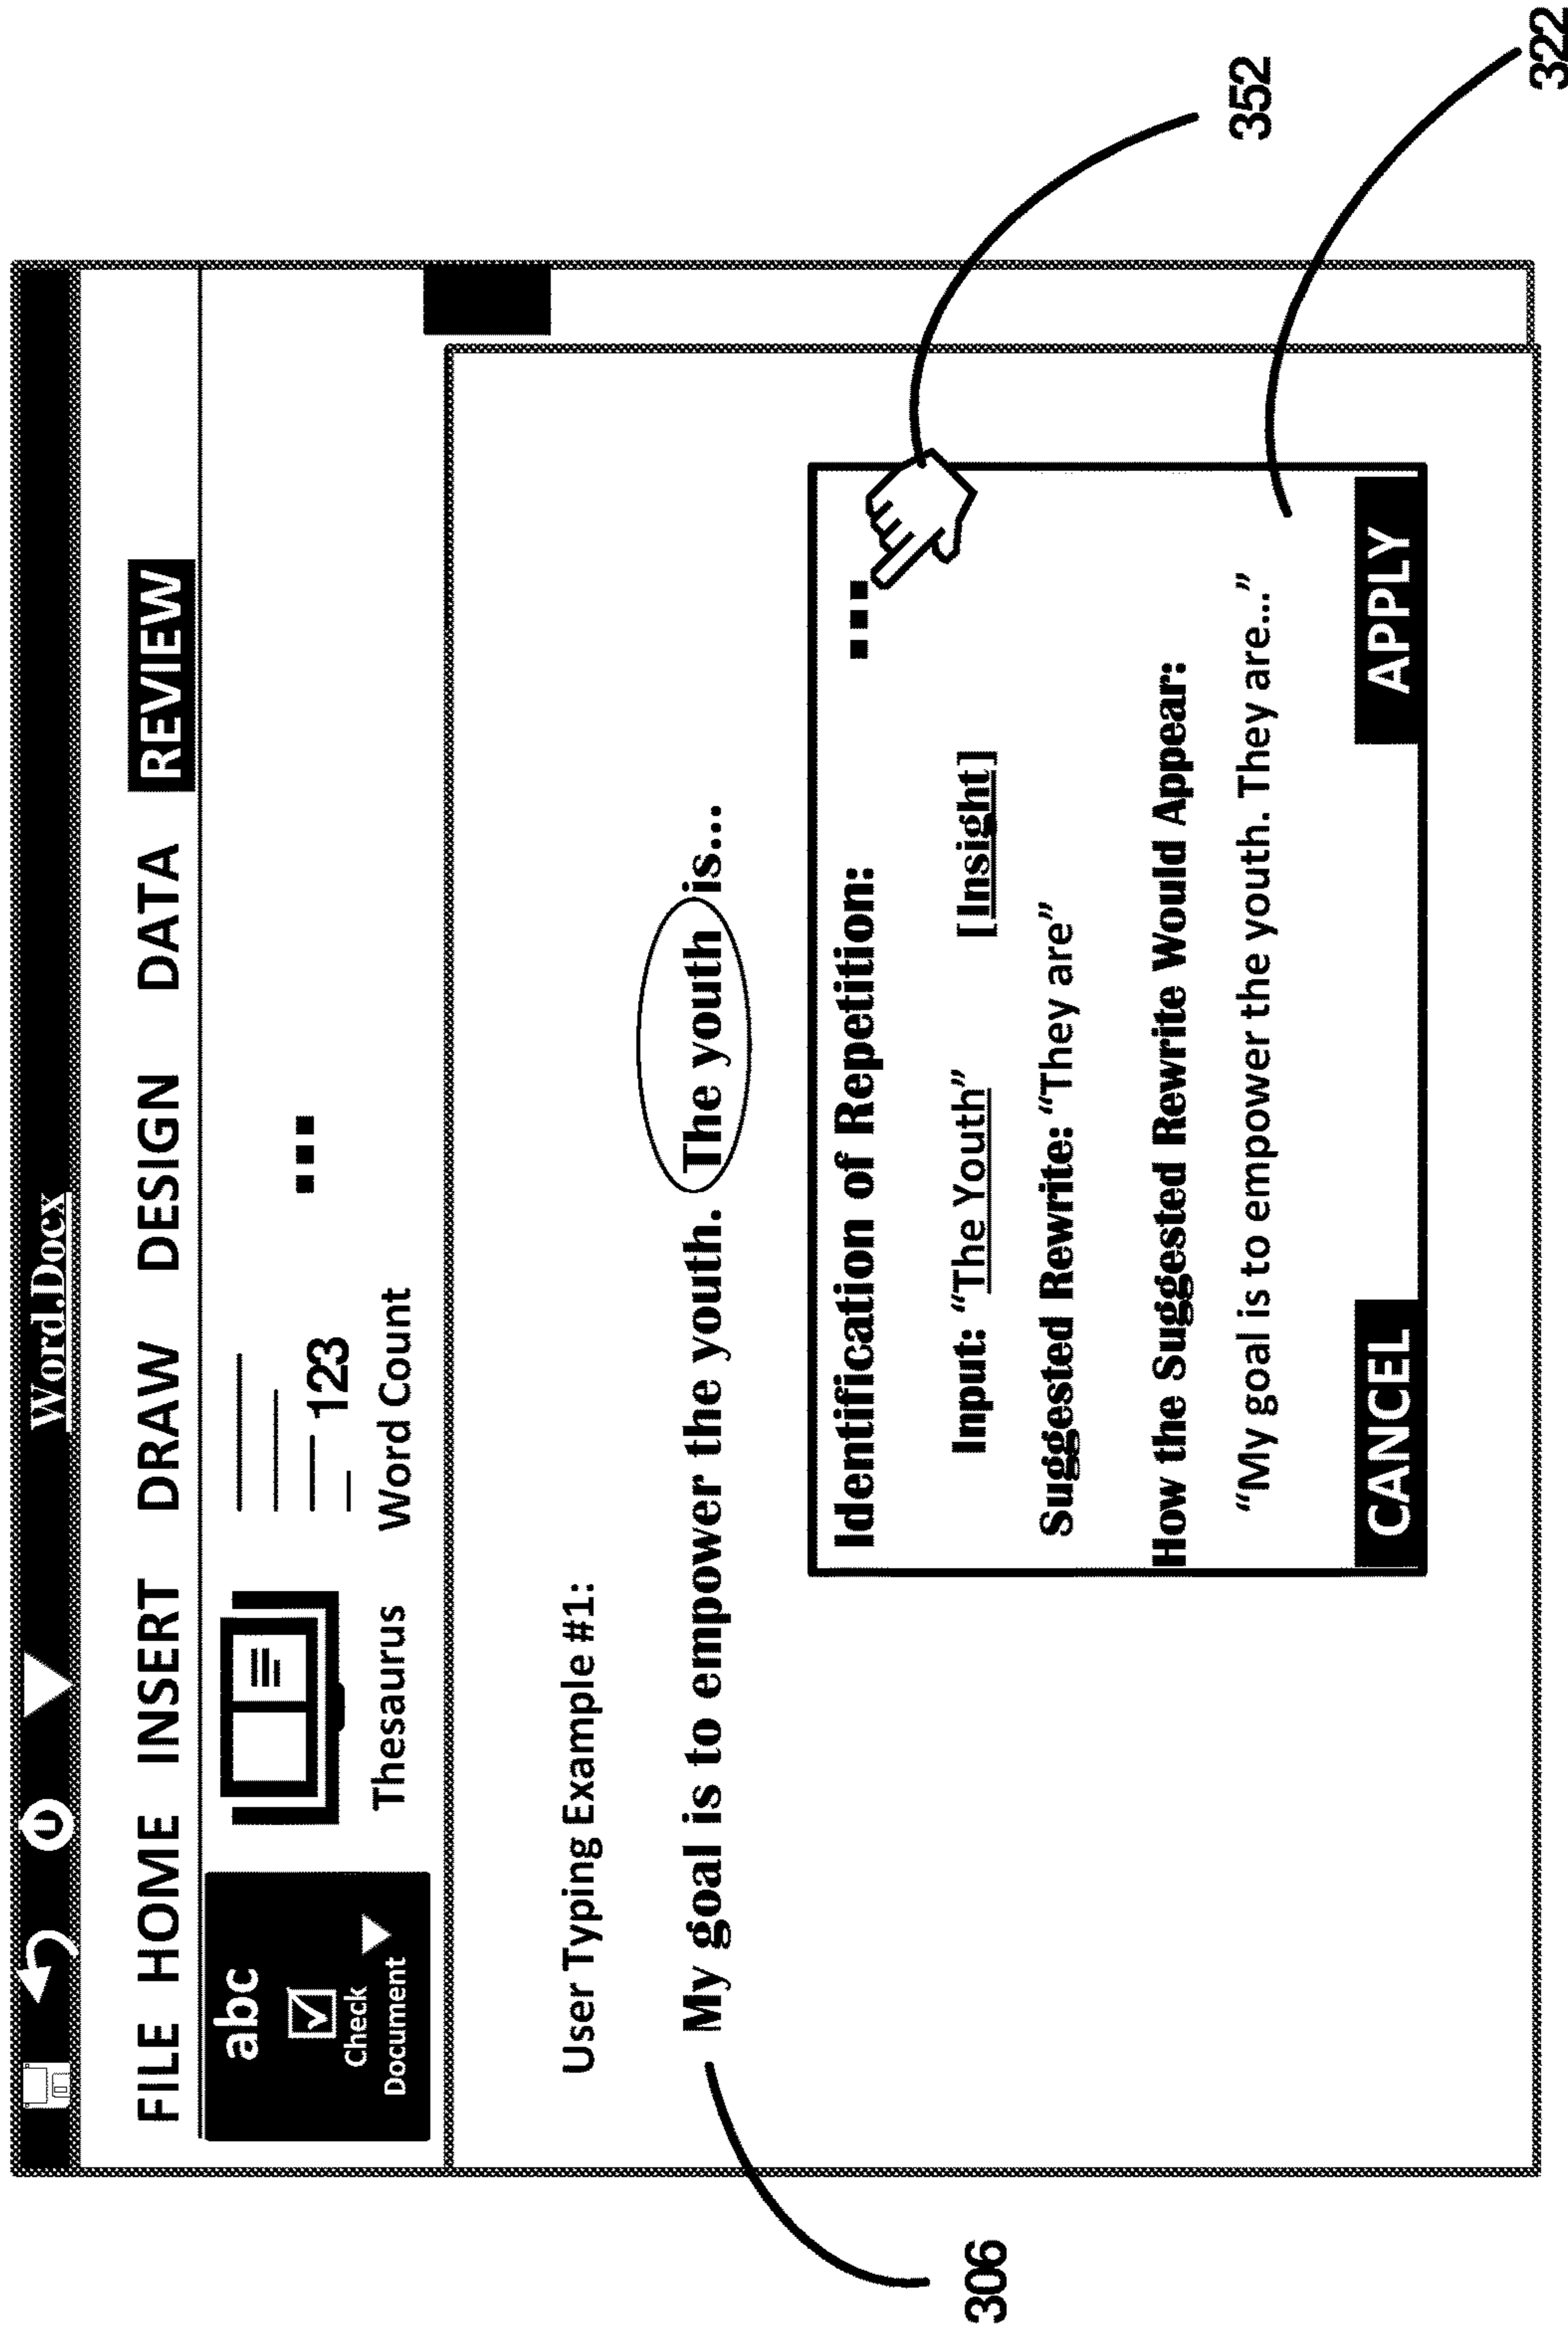 Word.Docx
FILE HOME INSERT DRAW DESIGN DATA REVIEW
abc
Check
Document
Thesaurus
123
Word Count
User Typing Example #1:
My goal is to empower the youth. The youth is...
Identification of Repetition:
Input: “The Youth” [Insight]
Suggested Rewrite: “They are”
How the Suggested Rewrite Would Appear:
“My goal is to empower the youth. They are...”
CANCEL APPLY
306
352
322